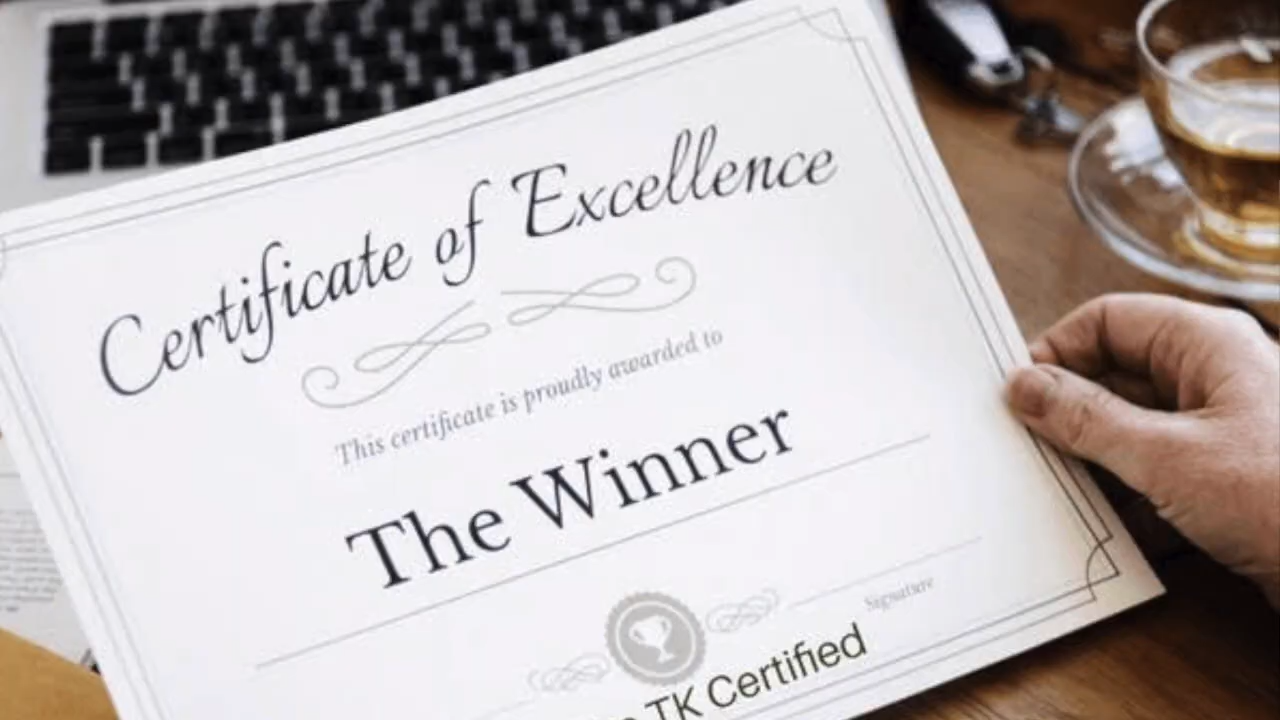 Certificate of Excellence
This certificate is proudly awarded to
The Winner
Signature
TK Certified